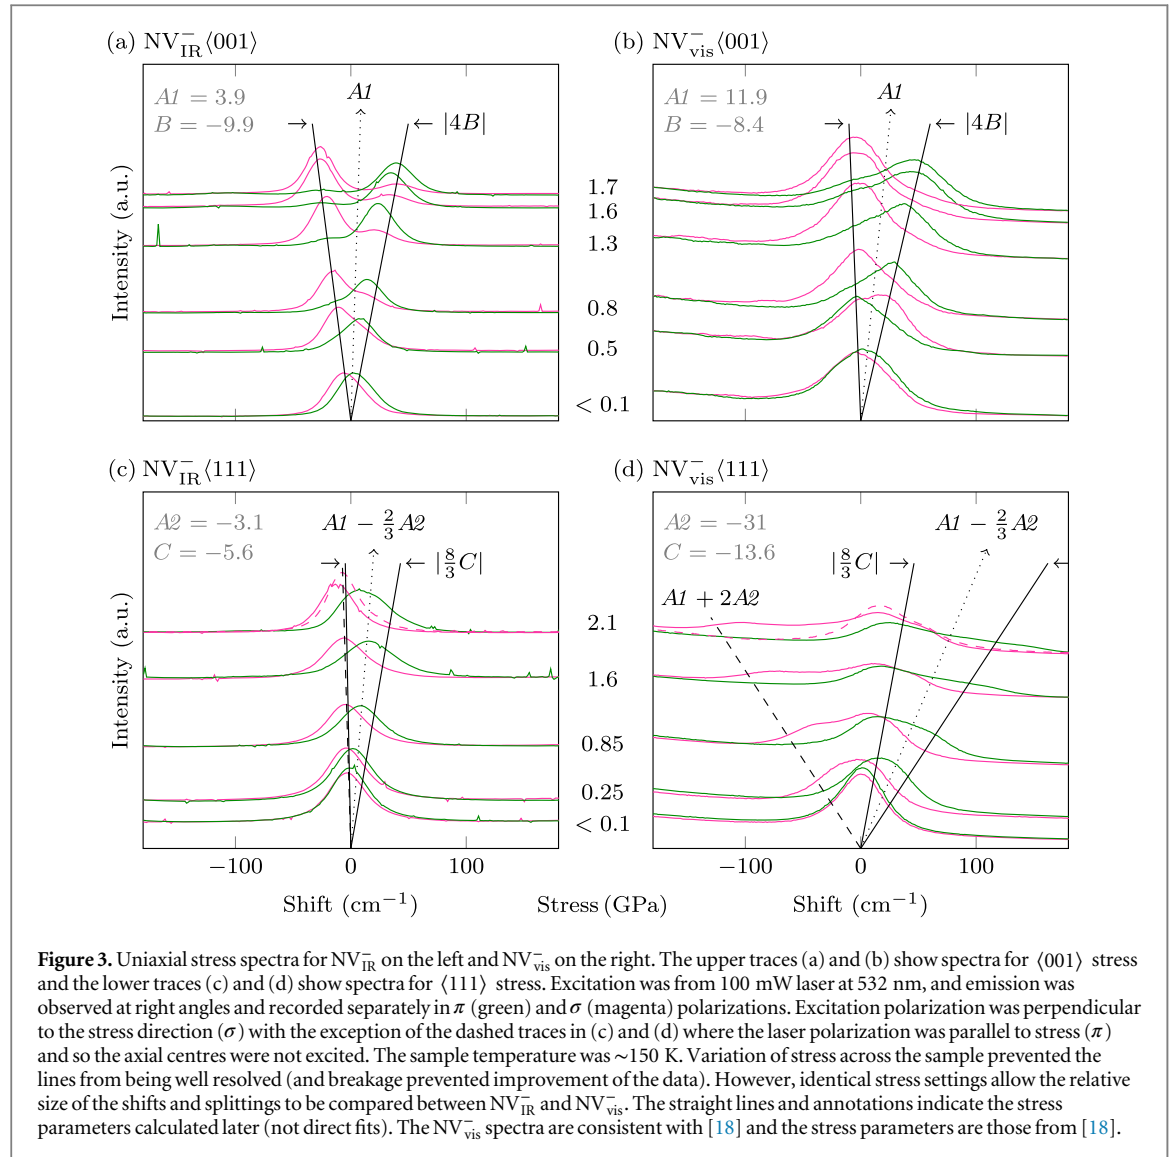 (a) NV⁻IR⟨001⟩
(b) NV⁻vis⟨001⟩
A1 = 3.9
B = −9.9
A1
→ ← |4B|
A1 = 11.9
B = −8.4
A1
→ ← |4B|
Intensity (a.u.)
1.7
1.6
1.3
0.8
0.5
< 0.1
(c) NV⁻IR⟨111⟩
(d) NV⁻vis⟨111⟩
A2 = −3.1
C = −5.6
A1 − 2/3 A2
→ ← |8/3 C|
A2 = −31
C = −13.6
A1 − 2/3 A2
|8/3 C| → ←
A1 + 2A2
Intensity (a.u.)
2.1
1.6
0.85
0.25
< 0.1
−100 0 100
−100 0 100
Shift (cm⁻¹) Stress (GPa) Shift (cm⁻¹)
Figure 3. Uniaxial stress spectra for NV⁻IR on the left and NV⁻vis on the right. The upper traces (a) and (b) show spectra for ⟨001⟩ stress
and the lower traces (c) and (d) show spectra for ⟨111⟩ stress. Excitation was from 100 mW laser at 532 nm, and emission was
observed at right angles and recorded separately in π (green) and σ (magenta) polarizations. Excitation polarization was perpendicular
to the stress direction (σ) with the exception of the dashed traces in (c) and (d) where the laser polarization was parallel to stress (π)
and so the axial centres were not excited. The sample temperature was ~150 K. Variation of stress across the sample prevented the
lines from being well resolved (and breakage prevented improvement of the data). However, identical stress settings allow the relative
size of the shifts and splittings to be compared between NV⁻IR and NV⁻vis. The straight lines and annotations indicate the stress
parameters calculated later (not direct fits). The NV⁻vis spectra are consistent with [18] and the stress parameters are those from [18].